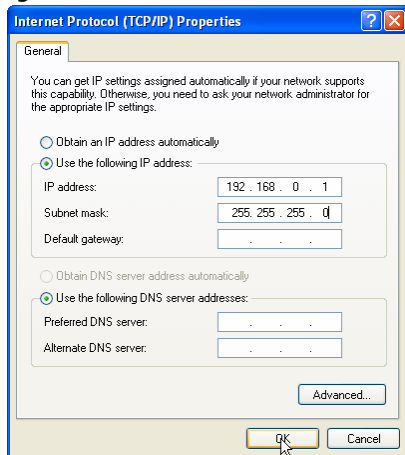 Internet Protocol (TCP/IP) Properties
General
You can get IP settings assigned automatically if your network supports
this capability. Otherwise, you need to ask your network administrator for
the appropriate IP settings.
Obtain an IP address automatically
Use the following IP address:
IP address: 192 . 168 . 0 . 1
Subnet mask: 255 . 255 . 255 . 0
Default gateway: . . .
Obtain DNS server address automatically
Use the following DNS server addresses:
Preferred DNS server: . . .
Alternate DNS server: . . .
Advanced...
OK Cancel